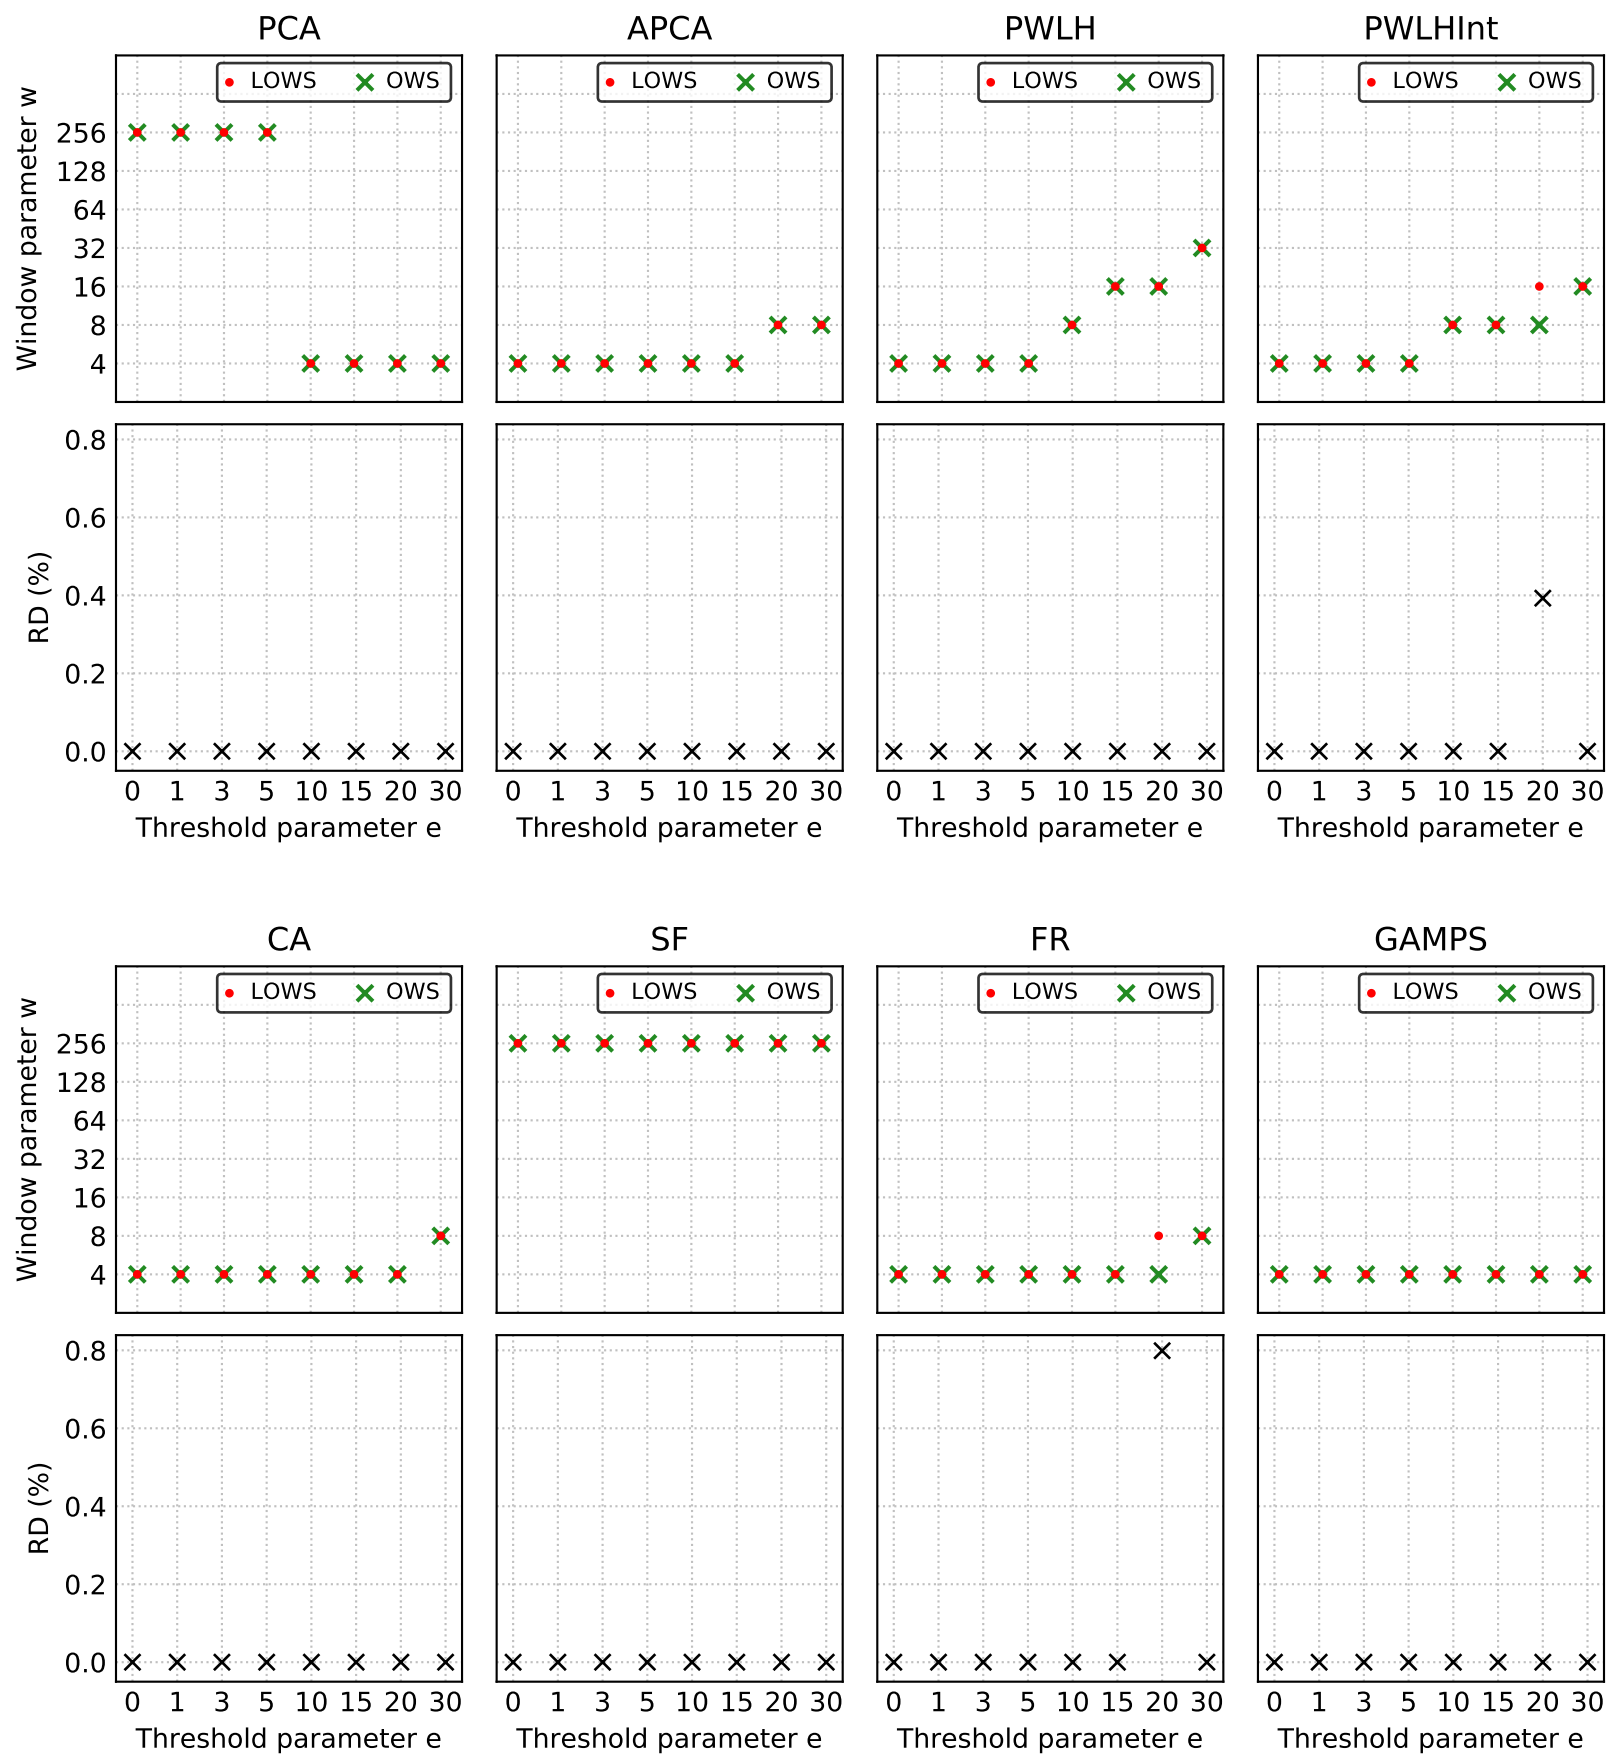 PCA APCA PWLH PWLHInt
LOWS OWS LOWS OWS LOWS OWS LOWS OWS
Window parameter w
256
128
64
32
16
8
4
RD (%)
0.8
0.6
0.4
0.2
0.0
0 1 3 5 10 15 20 30 0 1 3 5 10 15 20 30 0 1 3 5 10 15 20 30 0 1 3 5 10 15 20 30
Threshold parameter e Threshold parameter e Threshold parameter e Threshold parameter e
CA SF FR GAMPS
LOWS OWS LOWS OWS LOWS OWS LOWS OWS
Window parameter w
256
128
64
32
16
8
4
RD (%)
0.8
0.6
0.4
0.2
0.0
0 1 3 5 10 15 20 30 0 1 3 5 10 15 20 30 0 1 3 5 10 15 20 30 0 1 3 5 10 15 20 30
Threshold parameter e Threshold parameter e Threshold parameter e Threshold parameter e